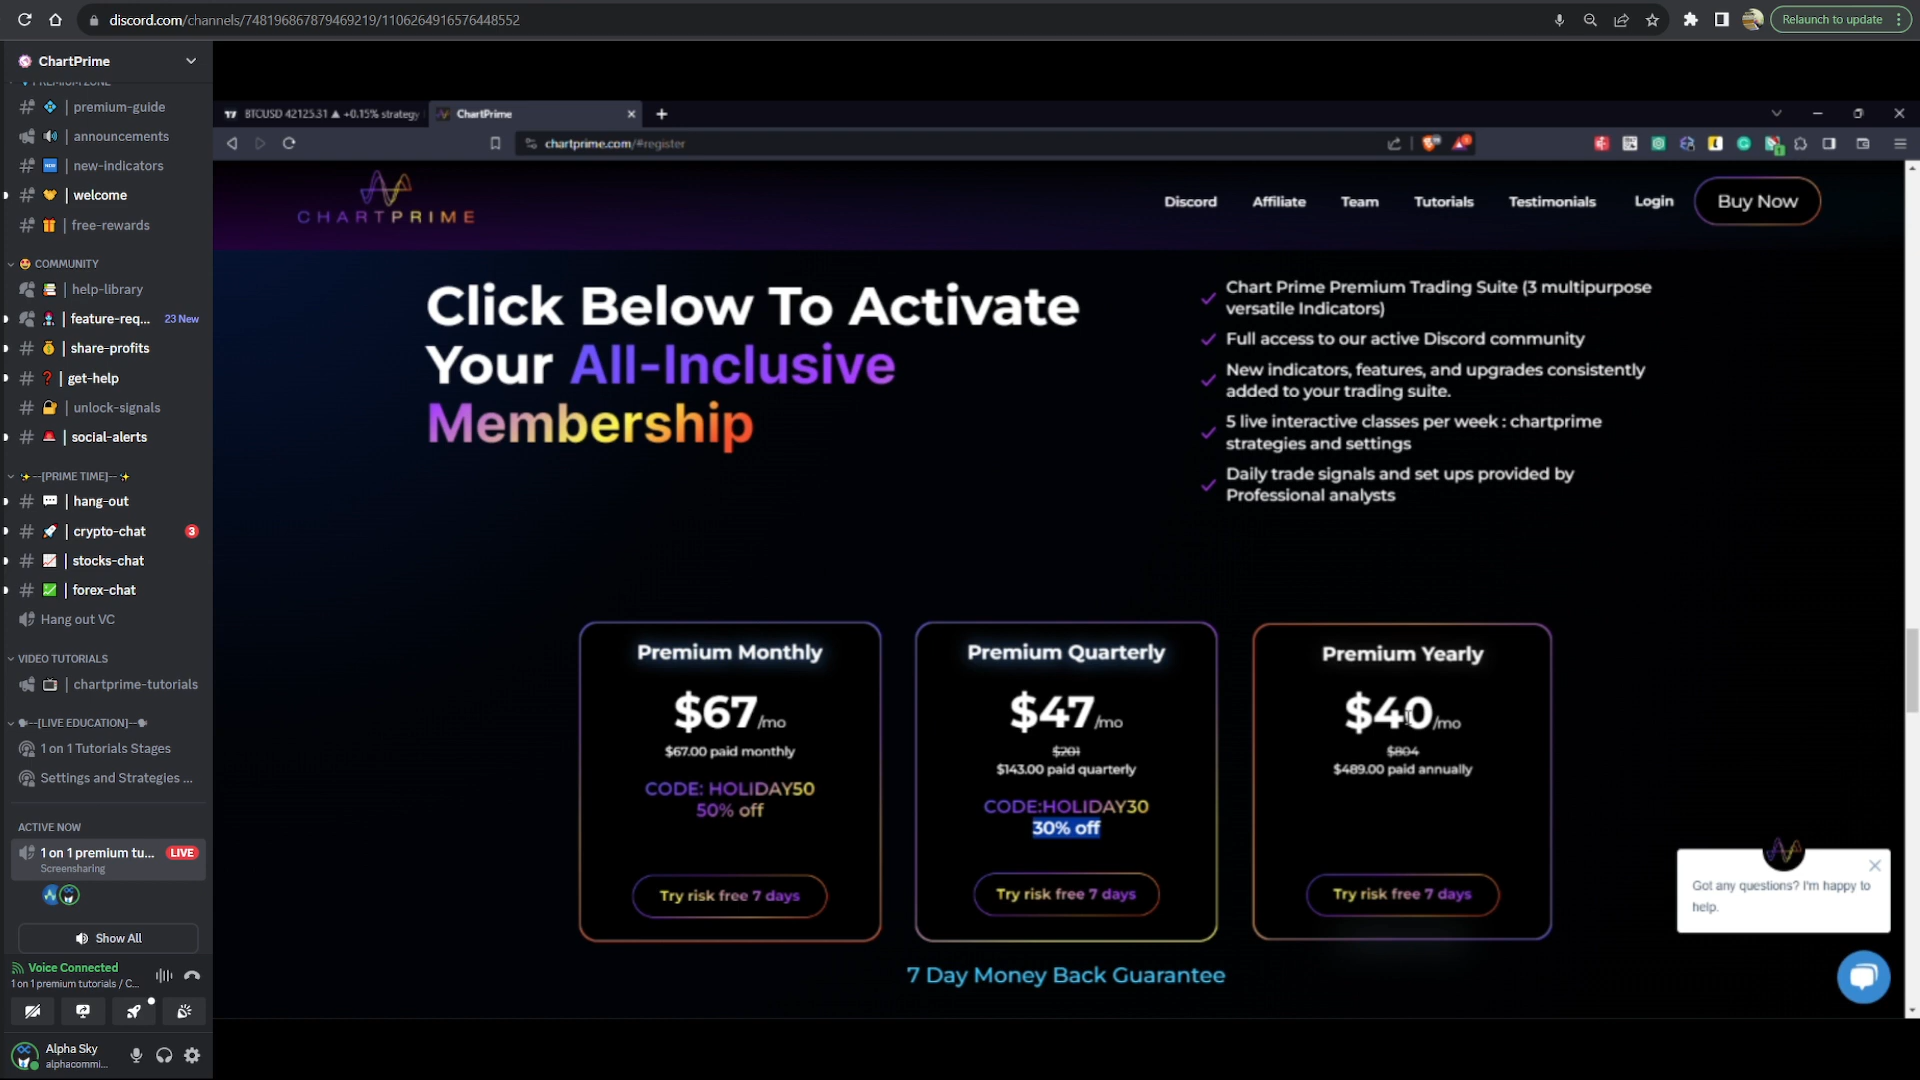 discord.com/channels/748196867879469219/1106264916576448552
Relaunch to update
ChartPrime
premium-guide
announcements
new-indicators
welcome
free-rewards
COMMUNITY
help-library
feature-req... 23 New
share-profits
get-help
unlock-signals
social-alerts
--[PRIME TIME]--
hang-out
crypto-chat 3
stocks-chat
forex-chat
Hang out VC
VIDEO TUTORIALS
chartprime-tutorials
--[LIVE EDUCATION]--
1 on 1 Tutorials Stages
Settings and Strategies ...
ACTIVE NOW
1 on 1 premium tu... LIVE
Screensharing
Show All
Voice Connected
1 on 1 premium tutorials / C...
Alpha Sky
alphacommi...
BTCUSD 42125.31 ▲ +0.15% strategy
ChartPrime
chartprime.com/#register
CHARTPRIME
Discord
Affiliate
Team
Tutorials
Testimonials
Login
Buy Now
Click Below To Activate
Your All-Inclusive
Membership
Chart Prime Premium Trading Suite (3 multipurpose
versatile Indicators)
Full access to our active Discord community
New indicators, features, and upgrades consistently
added to your trading suite.
5 live interactive classes per week : chartprime
strategies and settings
Daily trade signals and set ups provided by
Professional analysts
Premium Monthly
$67/mo
$67.00 paid monthly
CODE: HOLIDAY50
50% off
Try risk free 7 days
Premium Quarterly
$47/mo
$201
$143.00 paid quarterly
CODE:HOLIDAY30
30% off
Try risk free 7 days
Premium Yearly
$40/mo
$804
$489.00 paid annually
Try risk free 7 days
7 Day Money Back Guarantee
Got any questions? I'm happy to
help.